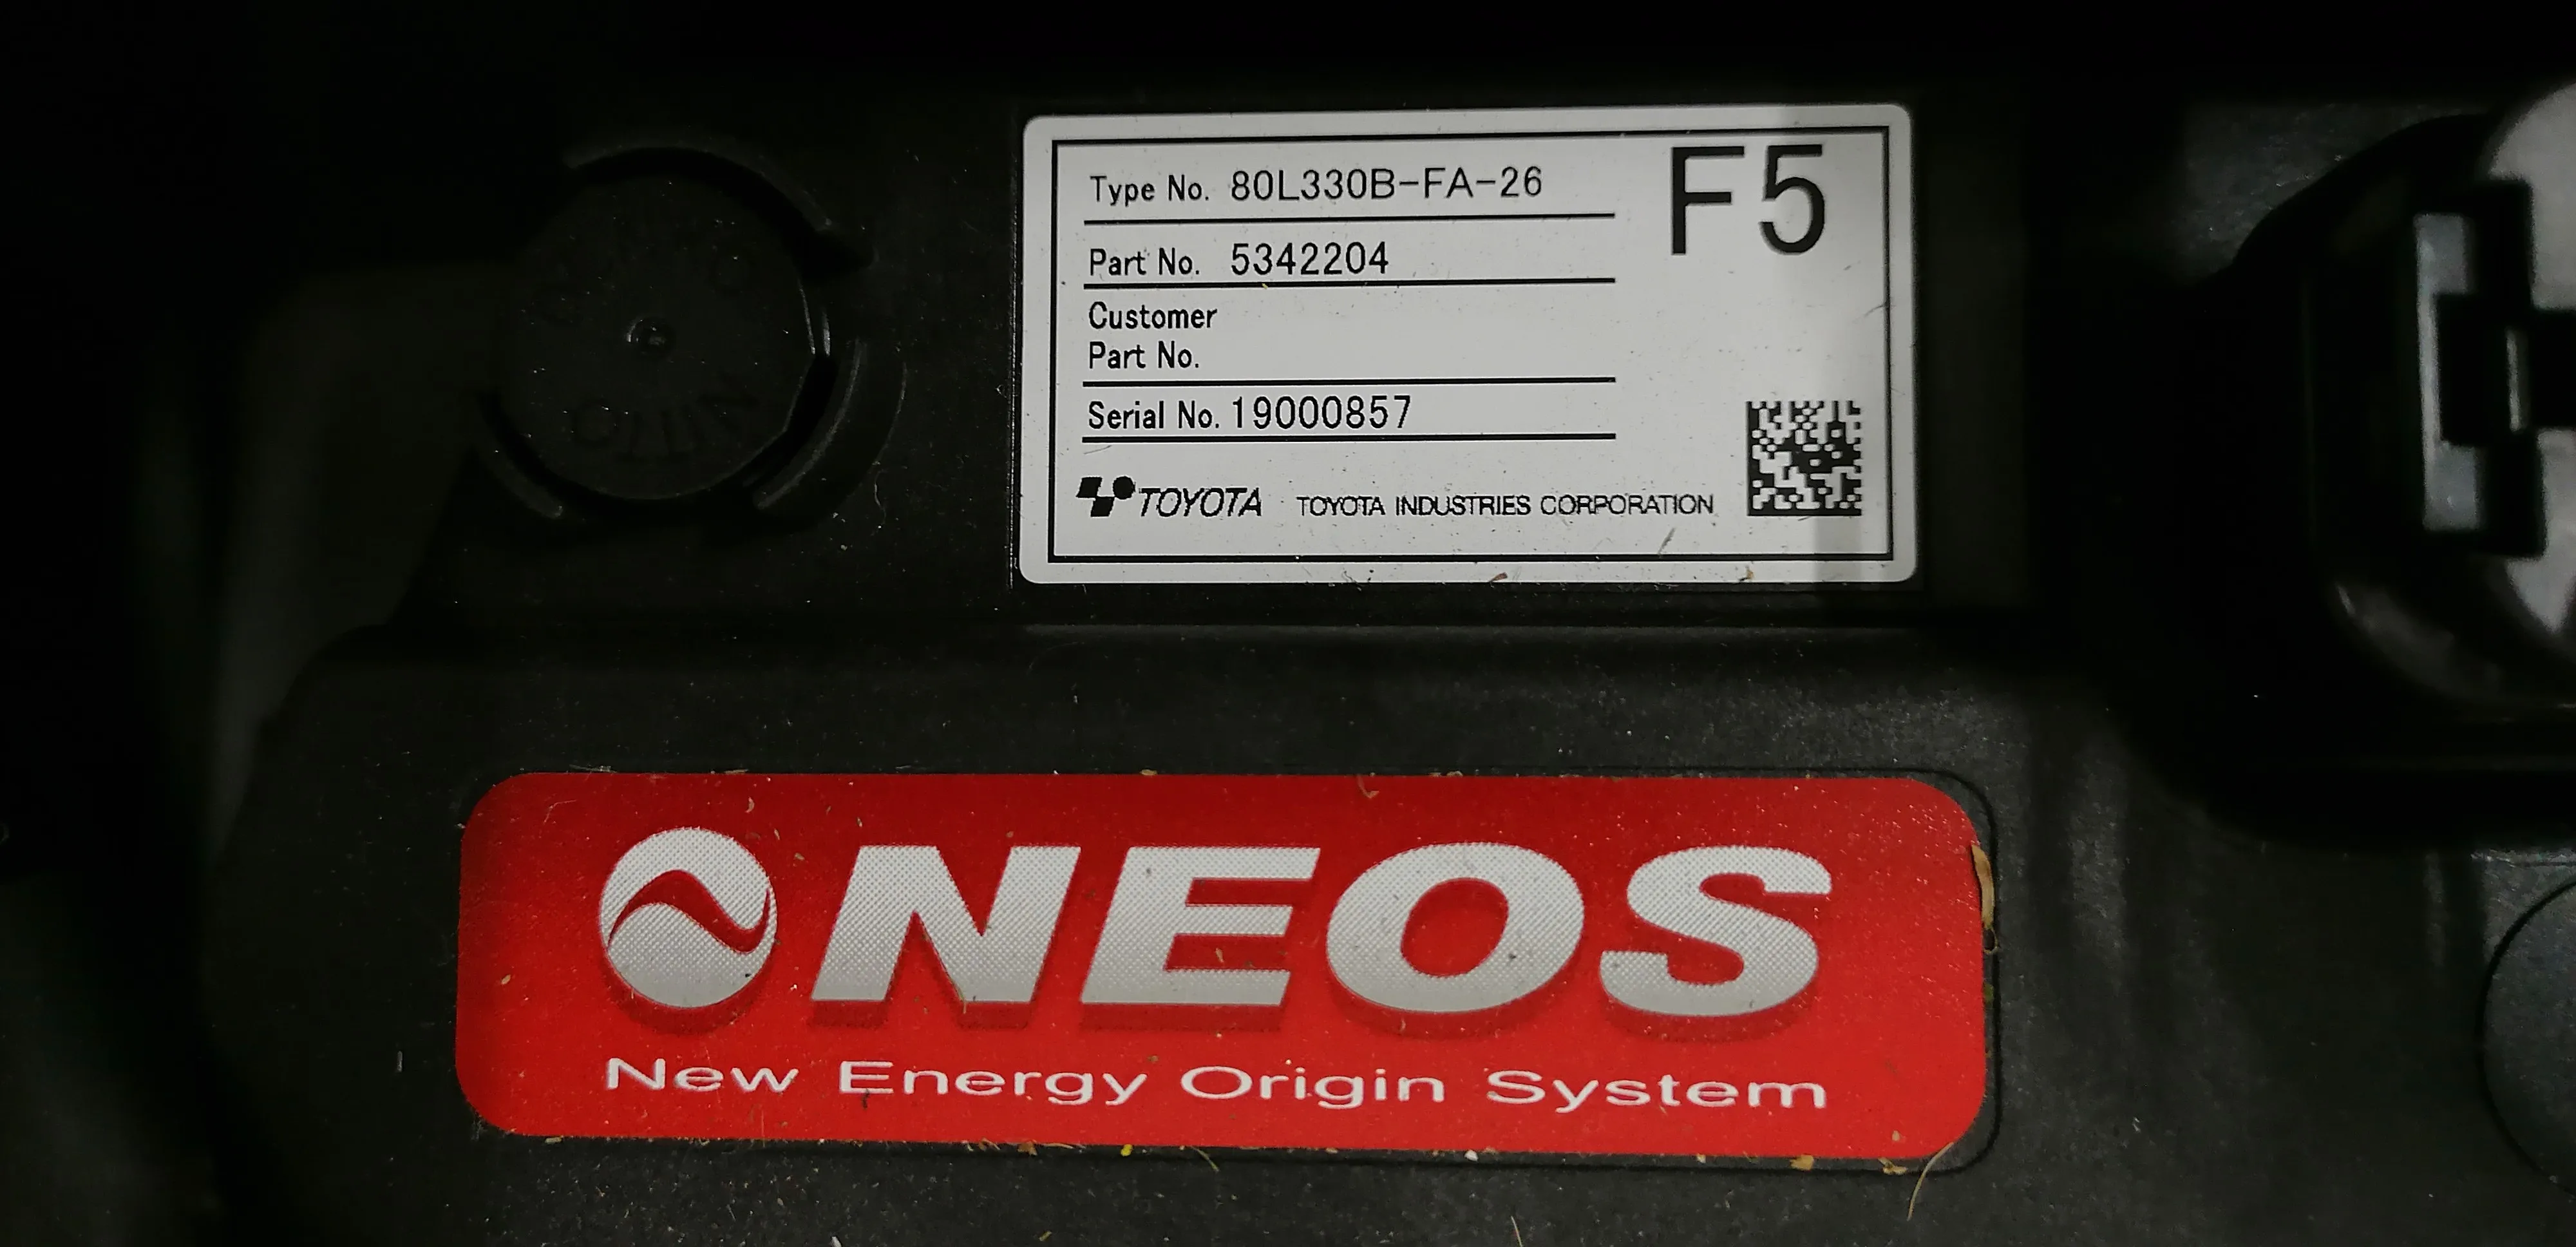 Type No. 80L330B-FA-26
F5
Part No. 5342204
Customer
Part No.
Serial No. 19000857
TOYOTA TOYOTA INDUSTRIES CORPORATION
NEOS
New Energy Origin System